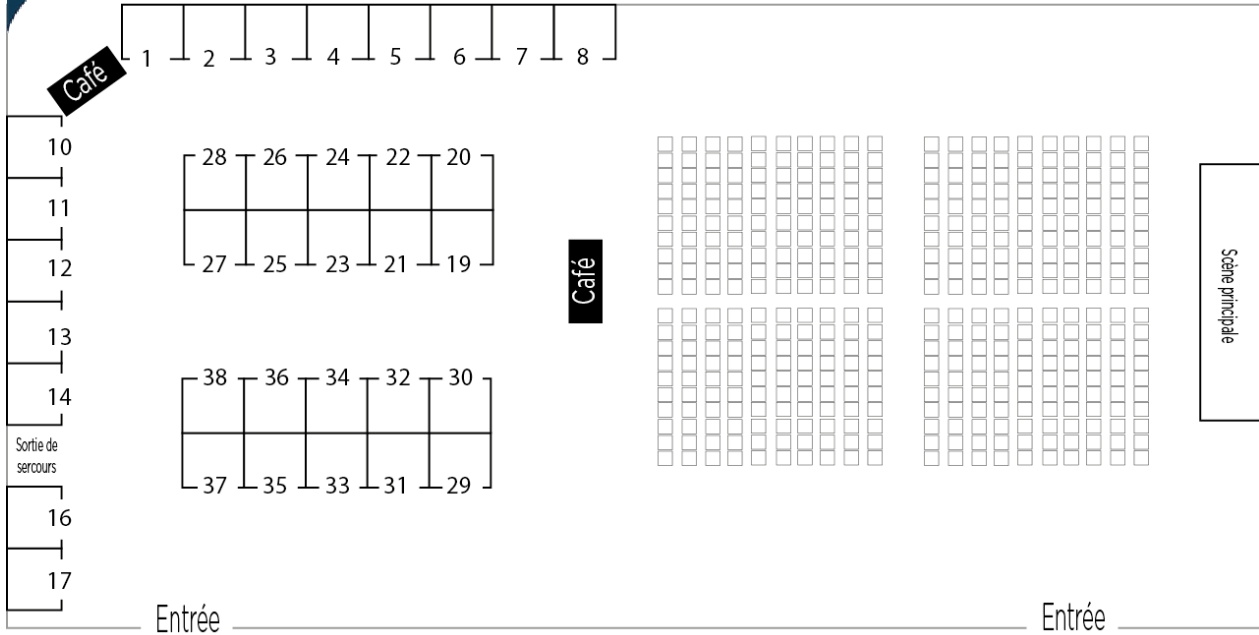 1 2 3 4 5 6 7 8
Café
10
11
12
13
14
Sortie de
sercours
16
17
28 26 24 22 20
27 25 23 21 19
38 36 34 32 30
37 35 33 31 29
Café
Scène principale
Entrée
Entrée